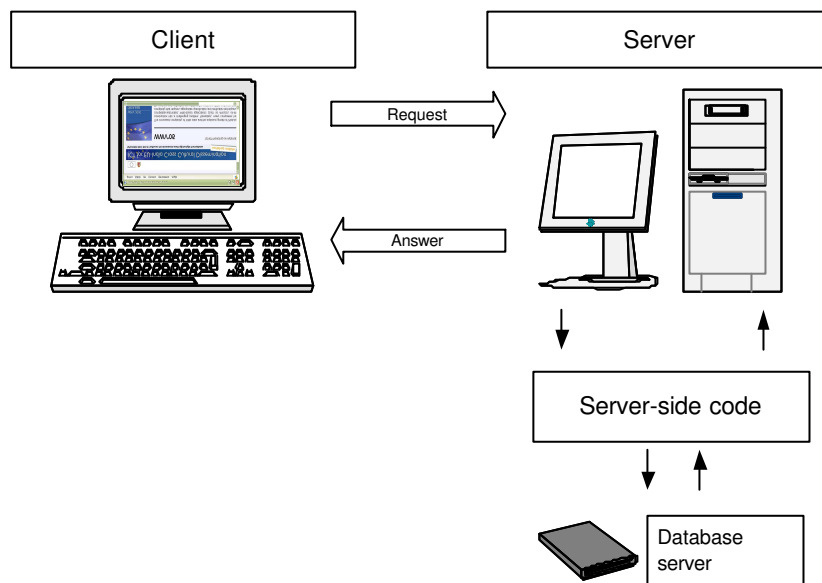 Client
Server
Request
Answer
Server-side code
Database
server